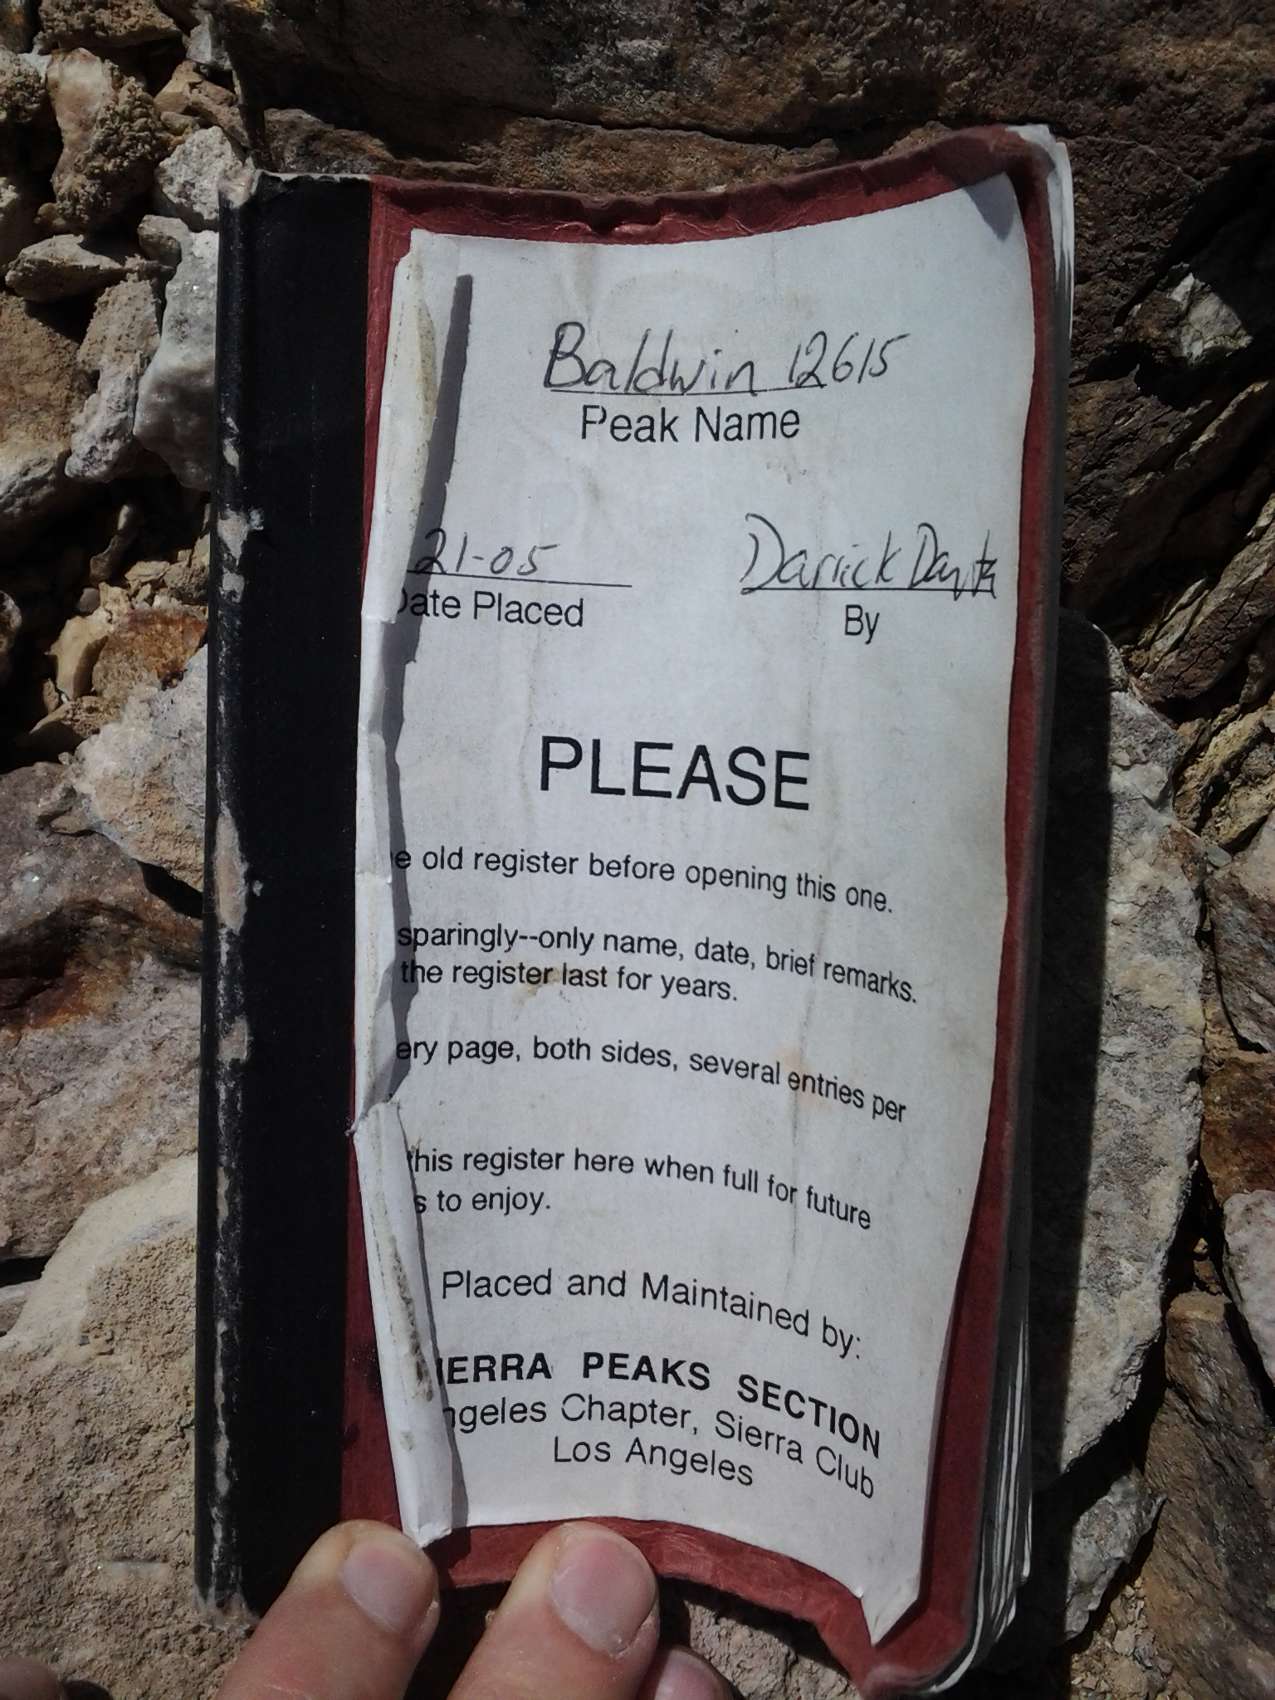 Baldwin 12615
Peak Name
21-05
Date Placed
Darrick
By
PLEASE
e old register before opening this one.
sparingly--only name, date, brief remarks.
the register last for years.
ery page, both sides, several entries per
this register here when full for future
s to enjoy.
Placed and Maintained by:
IERRA PEAKS SECTION
ngeles Chapter, Sierra Club
Los Angeles